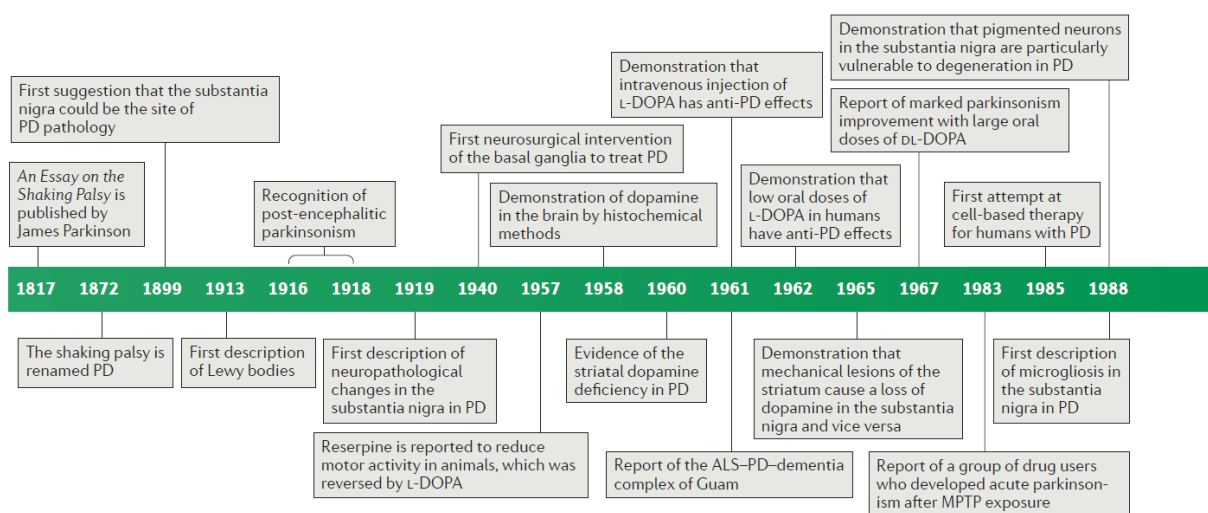 Demonstration that pigmented neurons
in the substantia nigra are particularly
vulnerable to degeneration in PD
First suggestion that the substantia
nigra could be the site of
PD pathology
Demonstration that
intravenous injection of
L-DOPA has anti-PD effects
Report of marked parkinsonism
improvement with large oral
doses of DL-DOPA
First neurosurgical intervention
of the basal ganglia to treat PD
An Essay on the
Shaking Palsy is
published by
James Parkinson
Recognition of
post-encephalitic
parkinsonism
Demonstration of dopamine
in the brain by histochemical
methods
Demonstration that
low oral doses of
L-DOPA in humans
have anti-PD effects
First attempt at
cell-based therapy
for humans with PD
1817 1872 1899 1913 1916 1918 1919 1940 1957 1958 1960 1961 1962 1965 1967 1983 1985 1988
The shaking palsy is
renamed PD
First description
of Lewy bodies
First description of
neuropathological
changes in the
substantia nigra in PD
Evidence of the
striatal dopamine
deficiency in PD
Demonstration that
mechanical lesions of the
striatum cause a loss of
dopamine in the substantia
nigra and vice versa
First description
of microgliosis in
the substantia
nigra in PD
Reserpine is reported to reduce
motor activity in animals, which was
reversed by L-DOPA
Report of the ALS–PD–dementia
complex of Guam
Report of a group of drug users
who developed acute parkinson-
ism after MPTP exposure